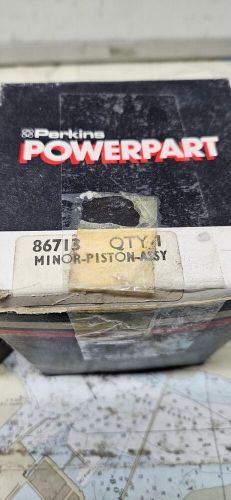 Perkins
POWERPART
86713 QTY 1
MINOR-PISTON-ASSY